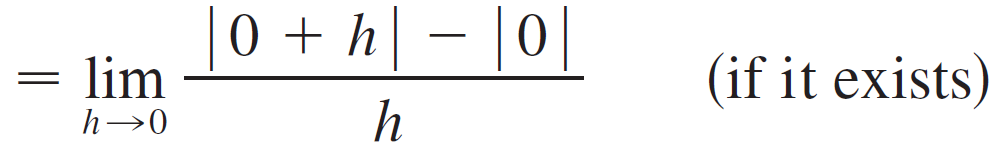 = lim h→0 |0 + h| − |0| / h (if it exists)